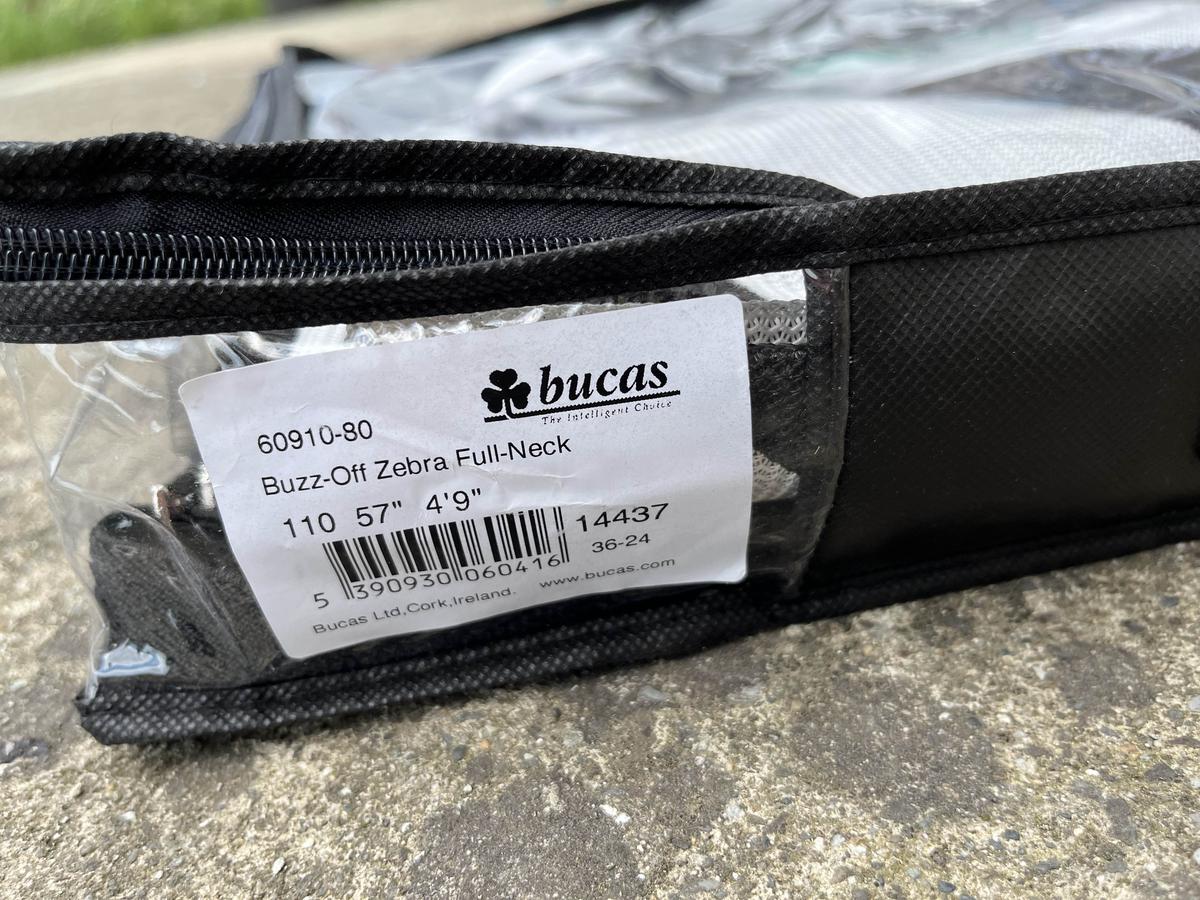 bucas
The Intelligent Choice
60910-80
Buzz-Off Zebra Full-Neck
110 57" 4'9"
14437
36-24
5 390930 060416
www.bucas.com
Bucas Ltd,Cork,Ireland.